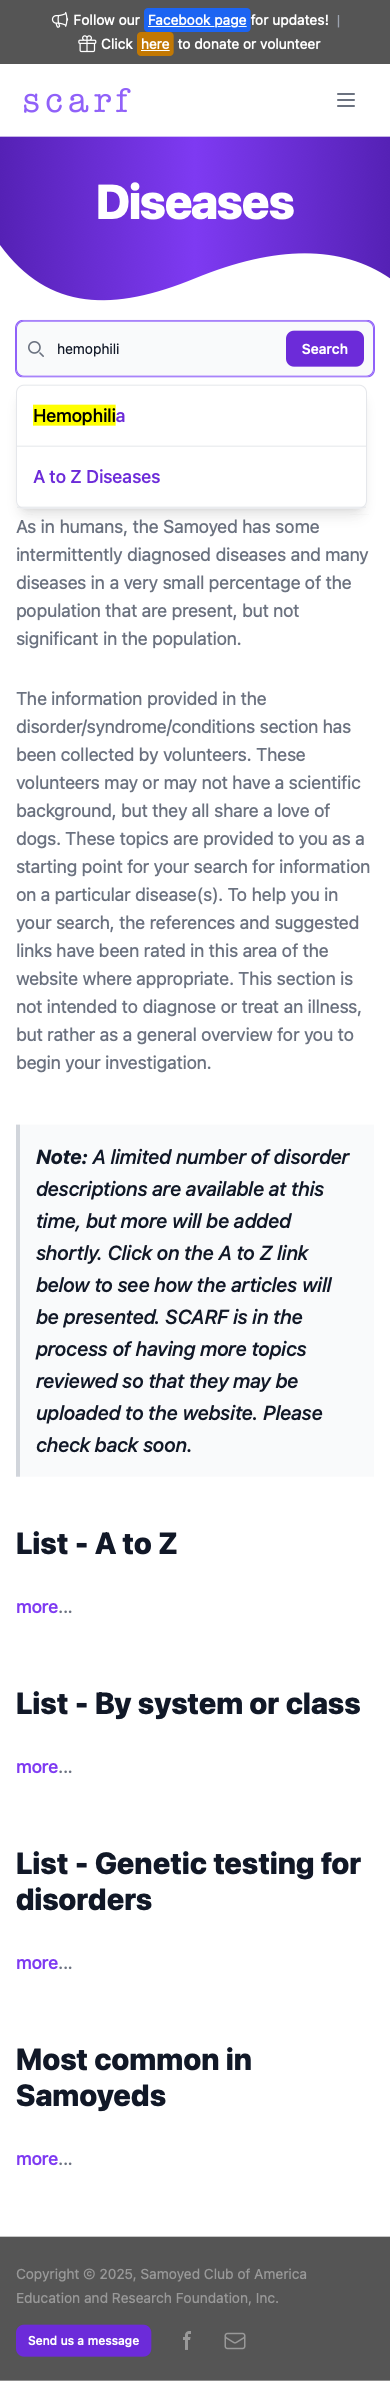 Follow our Facebook page for updates! |
Click here to donate or volunteer
scarf
Diseases
hemophili
Search
Hemophilia
A to Z Diseases
As in humans, the Samoyed has some
intermittently diagnosed diseases and many
diseases in a very small percentage of the
population that are present, but not
significant in the population.
The information provided in the
disorder/syndrome/conditions section has
been collected by volunteers. These
volunteers may or may not have a scientific
background, but they all share a love of
dogs. These topics are provided to you as a
starting point for your search for information
on a particular disease(s). To help you in
your search, the references and suggested
links have been rated in this area of the
website where appropriate. This section is
not intended to diagnose or treat an illness,
but rather as a general overview for you to
begin your investigation.
Note: A limited number of disorder
descriptions are available at this
time, but more will be added
shortly. Click on the A to Z link
below to see how the articles will
be presented. SCARF is in the
process of having more topics
reviewed so that they may be
uploaded to the website. Please
check back soon.
List - A to Z
more...
List - By system or class
more...
List - Genetic testing for
disorders
more...
Most common in
Samoyeds
more...
Copyright © 2025, Samoyed Club of America
Education and Research Foundation, Inc.
Send us a message